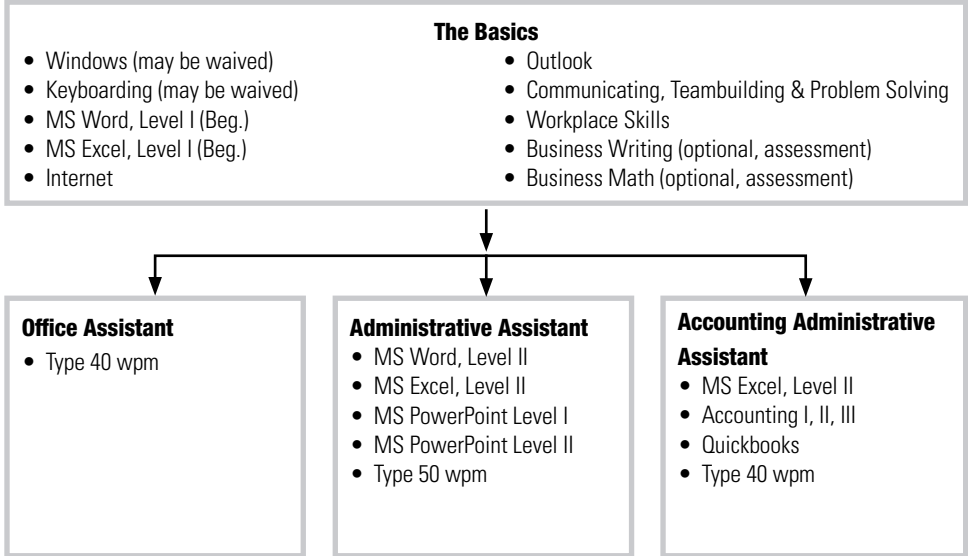 The Basics
• Windows (may be waived)
• Keyboarding (may be waived)
• MS Word, Level I (Beg.)
• MS Excel, Level I (Beg.)
• Internet
• Outlook
• Communicating, Teambuilding & Problem Solving
• Workplace Skills
• Business Writing (optional, assessment)
• Business Math (optional, assessment)
Office Assistant
• Type 40 wpm
Administrative Assistant
• MS Word, Level II
• MS Excel, Level II
• MS PowerPoint Level I
• MS PowerPoint Level II
• Type 50 wpm
Accounting Administrative
Assistant
• MS Excel, Level II
• Accounting I, II, III
• Quickbooks
• Type 40 wpm